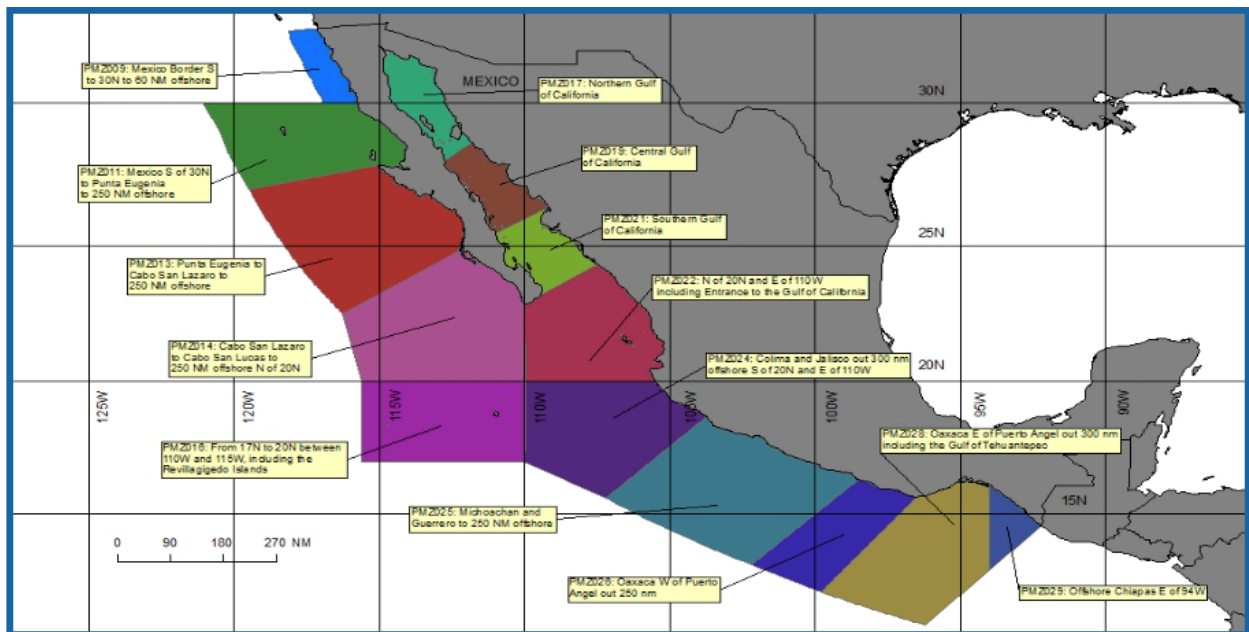 PMZ009: Mexico Border S
to 30N to 60 NM offshore
MEXICO
PMZ017: Northern Gulf
of California
30N
PMZ011: Mexico S of 30N
to Punta Eugenia
to 250 NM offshore
PMZ019: Central Gulf
of California
PMZ021: Southern Gulf
of California
25N
PMZ013: Punta Eugenia to
Cabo San Lazaro to
250 NM offshore
PMZ022: N of 20N and E of 110W
including Entrance to the Gulf of California
PMZ014: Cabo San Lazaro
to Cabo San Lucas to
250 NM offshore N of 20N
PMZ024: Colima and Jalisco out 300 nm
offshore S of 20N and E of 110W
20N
125W
120W
115W
110W
105W
100W
95W
90W
PMZ016: From 17N to 20N between
110W and 115W, including the
Revillagigedo Islands
PMZ028: Oaxaca E of Puerto Angel out 300 nm
including the Gulf of Tehuantepec
15N
PMZ025: Michoachan and
Guerrero to 250 NM offshore
0 90 180 270 NM
PMZ026: Oaxaca W of Puerto
Angel out 250 nm
PMZ029: Offshore Chiapas E of 94W